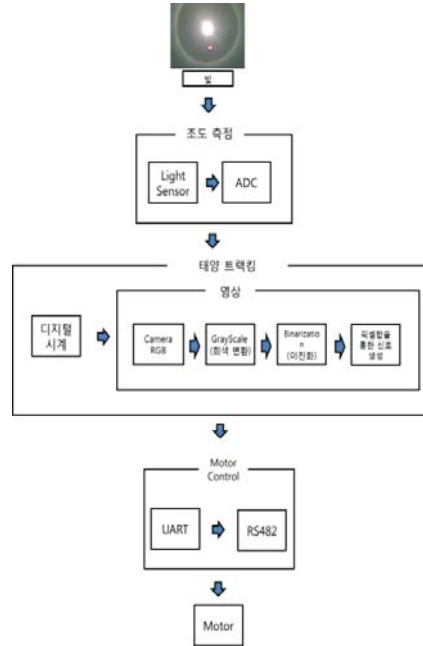 빛
조도 측정
Light
Sensor
ADC
태양 트랙킹
영상
디지털
시계
Camera
RGB
GrayScale
(회색 변환)
Binarizatio
n
(이진화)
픽셀합을
통한 신호
생성
Motor
Control
UART
RS482
Motor